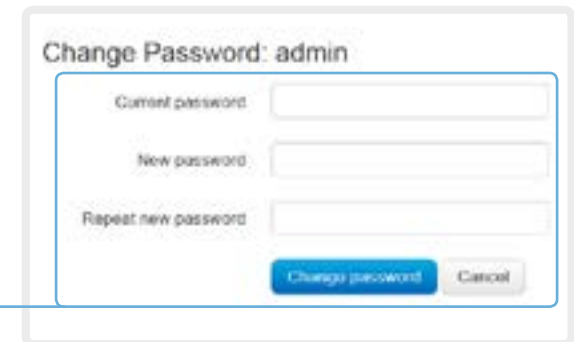 Change Password: admin
Current password
New password
Repeat new password
Change password Cancel